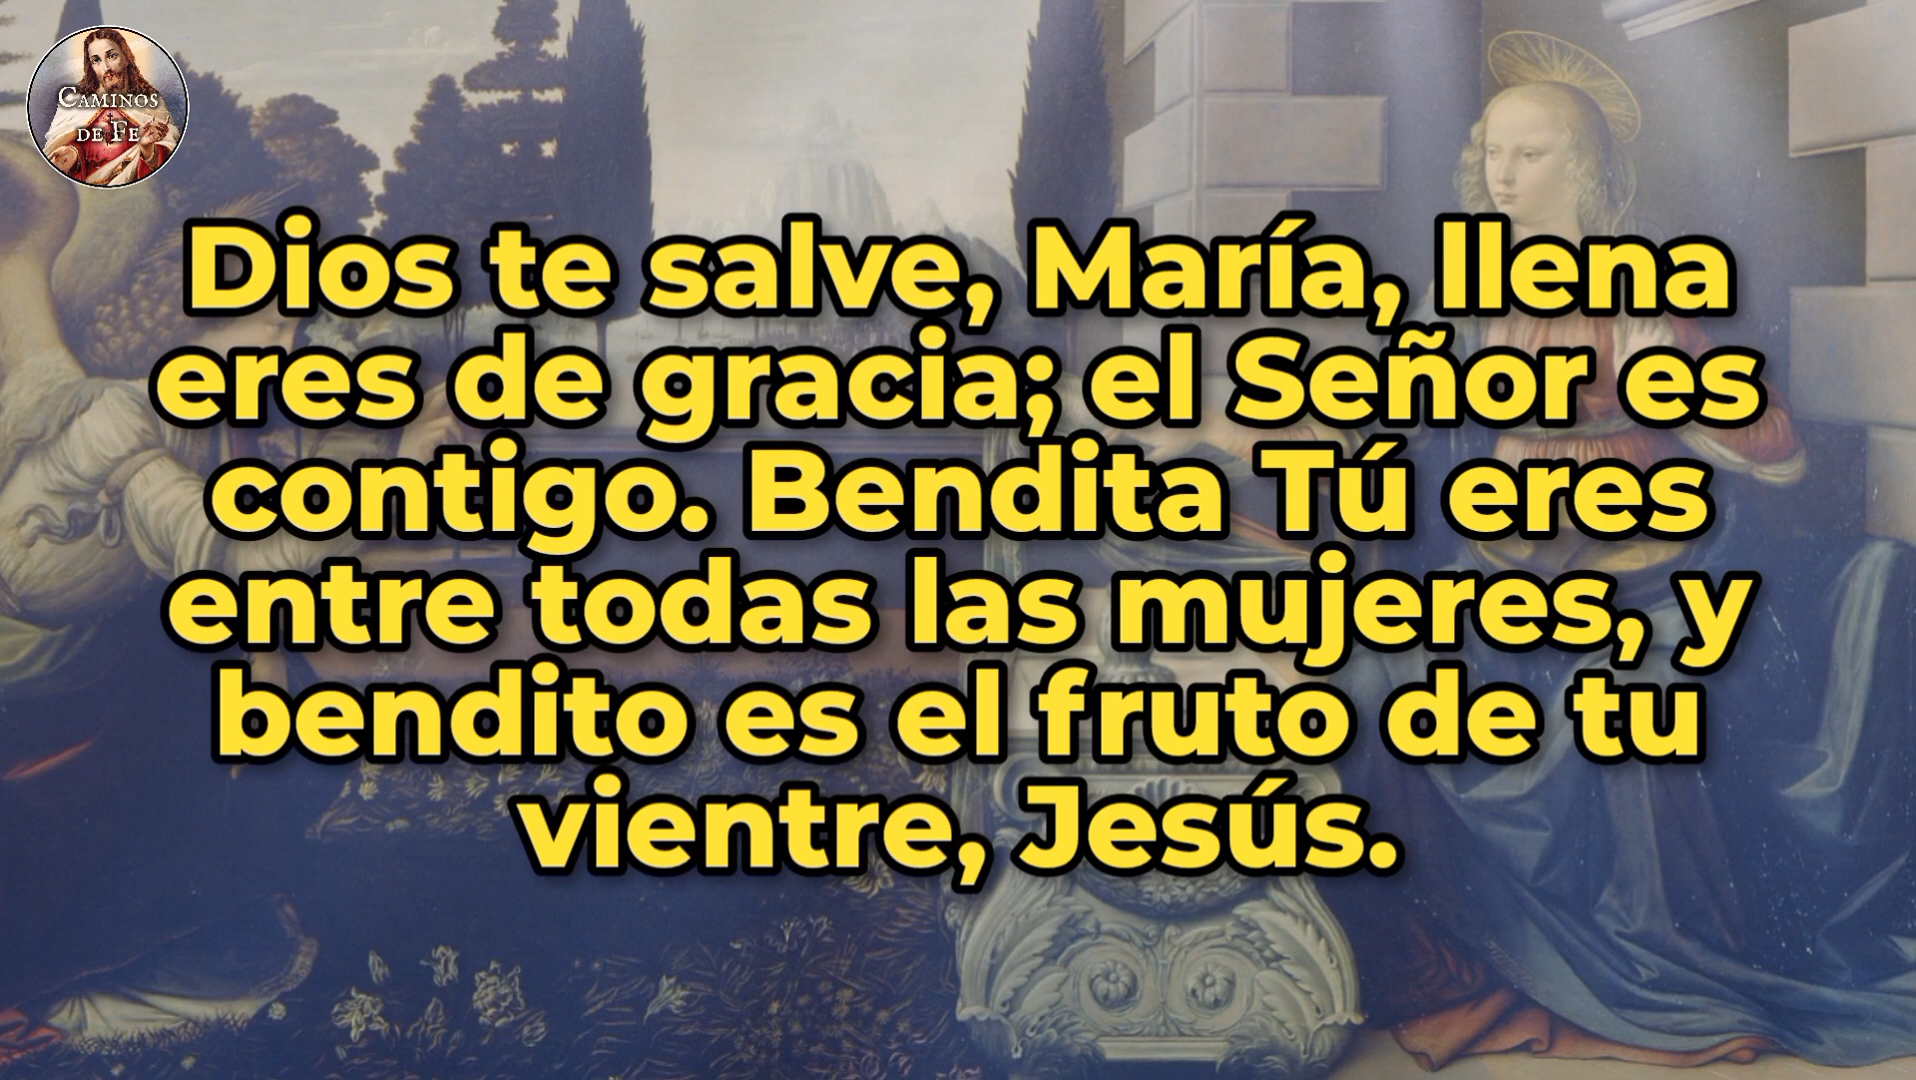 CAMINOS
DE FE
Dios te salve, María, llena
eres de gracia; el Señor es
contigo. Bendita Tú eres
entre todas las mujeres, y
bendito es el fruto de tu
vientre, Jesús.